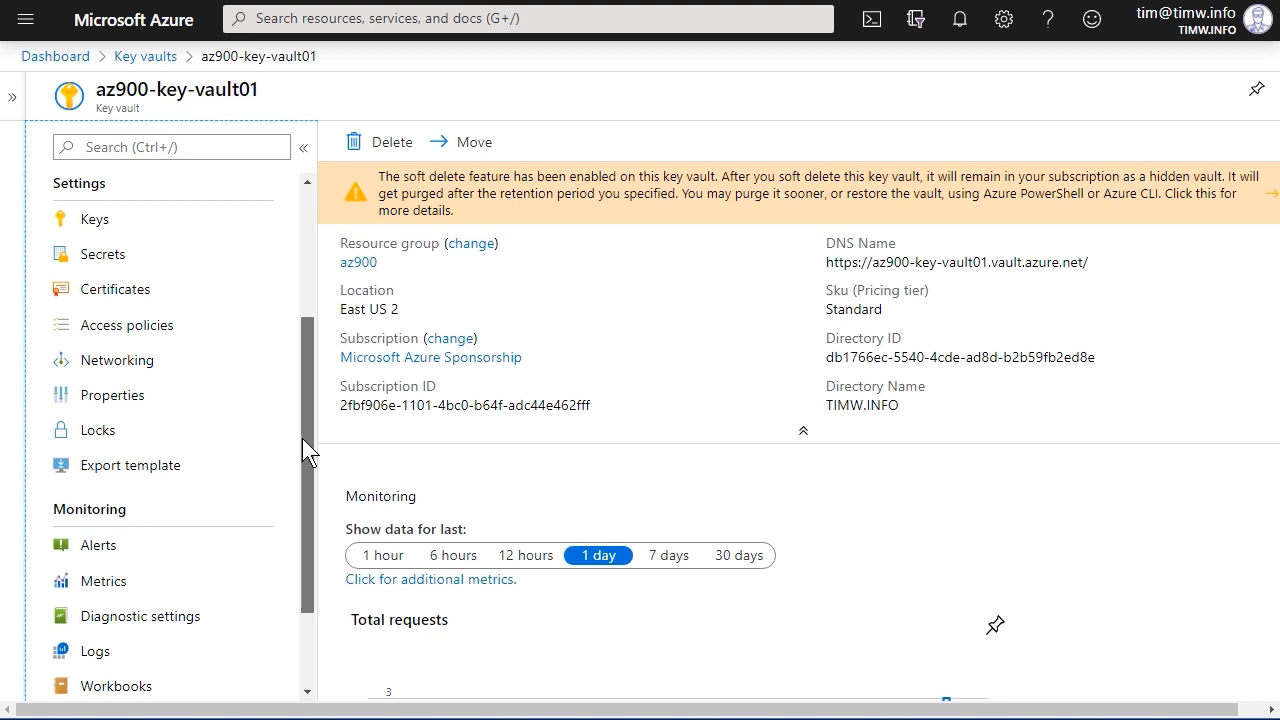 Microsoft Azure
Search resources, services, and docs (G+/)
tim@timw.info
TIMW.INFO
Dashboard > Key vaults > az900-key-vault01
az900-key-vault01
Key vault
Search (Ctrl+/)
Settings
Keys
Secrets
Certificates
Access policies
Networking
Properties
Locks
Export template
Monitoring
Alerts
Metrics
Diagnostic settings
Logs
Workbooks
Delete
Move
The soft delete feature has been enabled on this key vault. After you soft delete this key vault, it will remain in your subscription as a hidden vault. It will
get purged after the retention period you specified. You may purge it sooner, or restore the vault, using Azure PowerShell or Azure CLI. Click this for
more details.
Resource group (change)
az900
Location
East US 2
Subscription (change)
Microsoft Azure Sponsorship
Subscription ID
2fbf906e-1101-4bc0-b64f-adc44e462fff
DNS Name
https://az900-key-vault01.vault.azure.net/
Sku (Pricing tier)
Standard
Directory ID
db1766ec-5540-4cde-ad8d-b2b59fb2ed8e
Directory Name
TIMW.INFO
Monitoring
Show data for last:
1 hour 6 hours 12 hours 1 day 7 days 30 days
Click for additional metrics.
Total requests
3